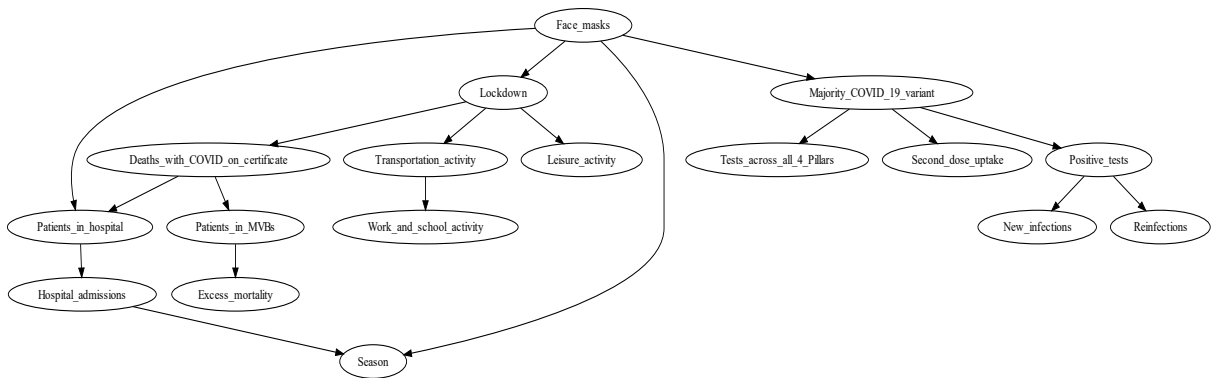 Face_masks
Lockdown
Majority_COVID_19_variant
Deaths_with_COVID_on_certificate
Transportation_activity
Leisure_activity
Tests_across_all_4_Pillars
Second_dose_uptake
Positive_tests
Patients_in_hospital
Patients_in_MVBs
Work_and_school_activity
New_infections
Reinfections
Hospital_admissions
Excess_mortality
Season